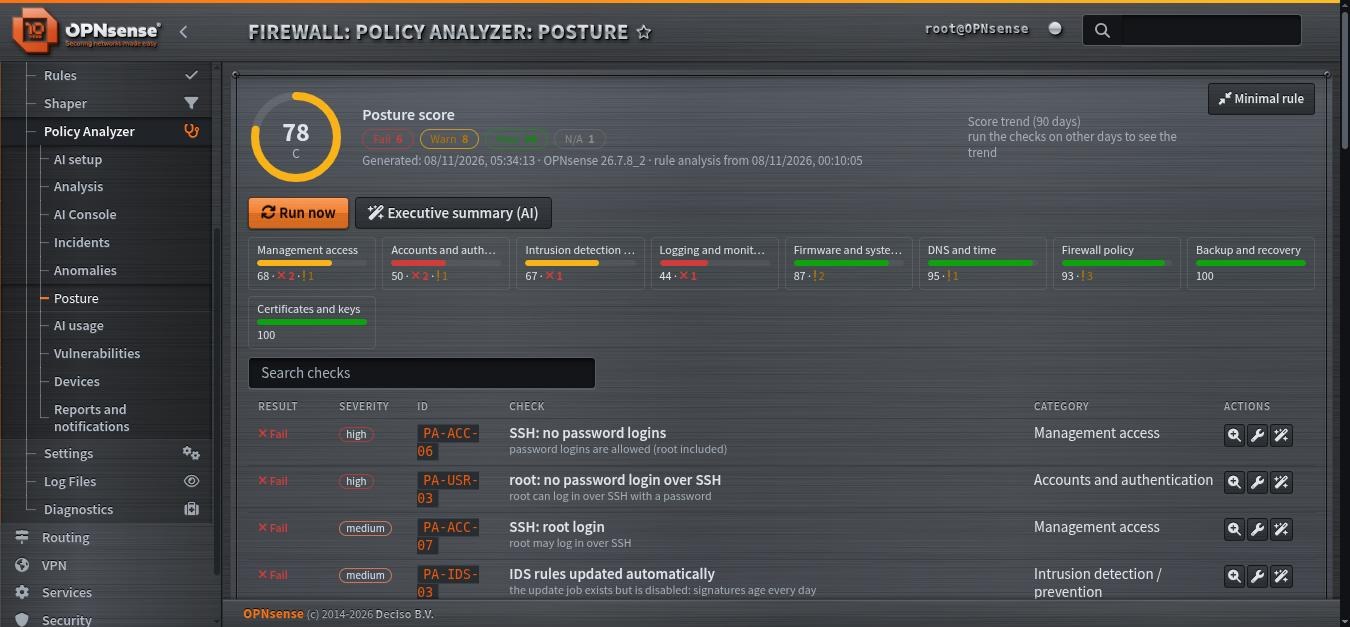 OPNsense
Securing networks made easy
FIREWALL: POLICY ANALYZER: POSTURE
root@OPNsense
Rules
Shaper
Policy Analyzer
AI setup
Analysis
AI Console
Incidents
Anomalies
Posture
AI usage
Vulnerabilities
Devices
Reports and
notifications
Settings
Log Files
Diagnostics
Routing
VPN
Services
Security
Minimal rule
78
C
Posture score
Fail 6
Warn 8
N/A 1
Generated: 08/11/2026, 05:34:13 · OPNsense 26.7.8_2 · rule analysis from 08/11/2026, 00:10:05
Score trend (90 days)
run the checks on other days to see the
trend
Run now
Executive summary (AI)
Management access
68 · ✕ 2 · ! 1
Accounts and auth…
50 · ✕ 2 · ! 1
Intrusion detection …
67 · ✕ 1
Logging and monit…
44 · ✕ 1
Firmware and syste…
87 · ! 2
DNS and time
95 · ! 1
Firewall policy
93 · ! 3
Backup and recovery
100
Certificates and keys
100
Search checks
RESULT SEVERITY ID CHECK CATEGORY ACTIONS
✕ Fail high PA-ACC- SSH: no password logins Management access
06 password logins are allowed (root included)
✕ Fail high PA-USR- root: no password login over SSH Accounts and authentication
03 root can log in over SSH with a password
✕ Fail medium PA-ACC- SSH: root login Management access
07 root may log in over SSH
✕ Fail medium PA-IDS- IDS rules updated automatically Intrusion detection /
03 the update job exists but is disabled: signatures age every day prevention
OPNsense (c) 2014-2026 Deciso B.V.